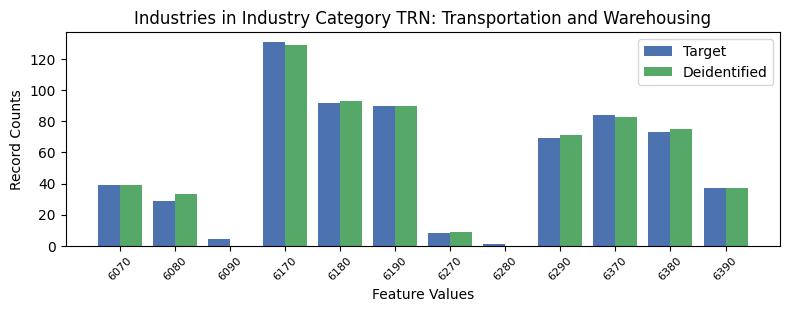 Industries in Industry Category TRN: Transportation and Warehousing
Target
Deidentified
Record Counts
120
100
80
60
40
20
0
6070 6080 6090 6170 6180 6190 6270 6280 6290 6370 6380 6390
Feature Values